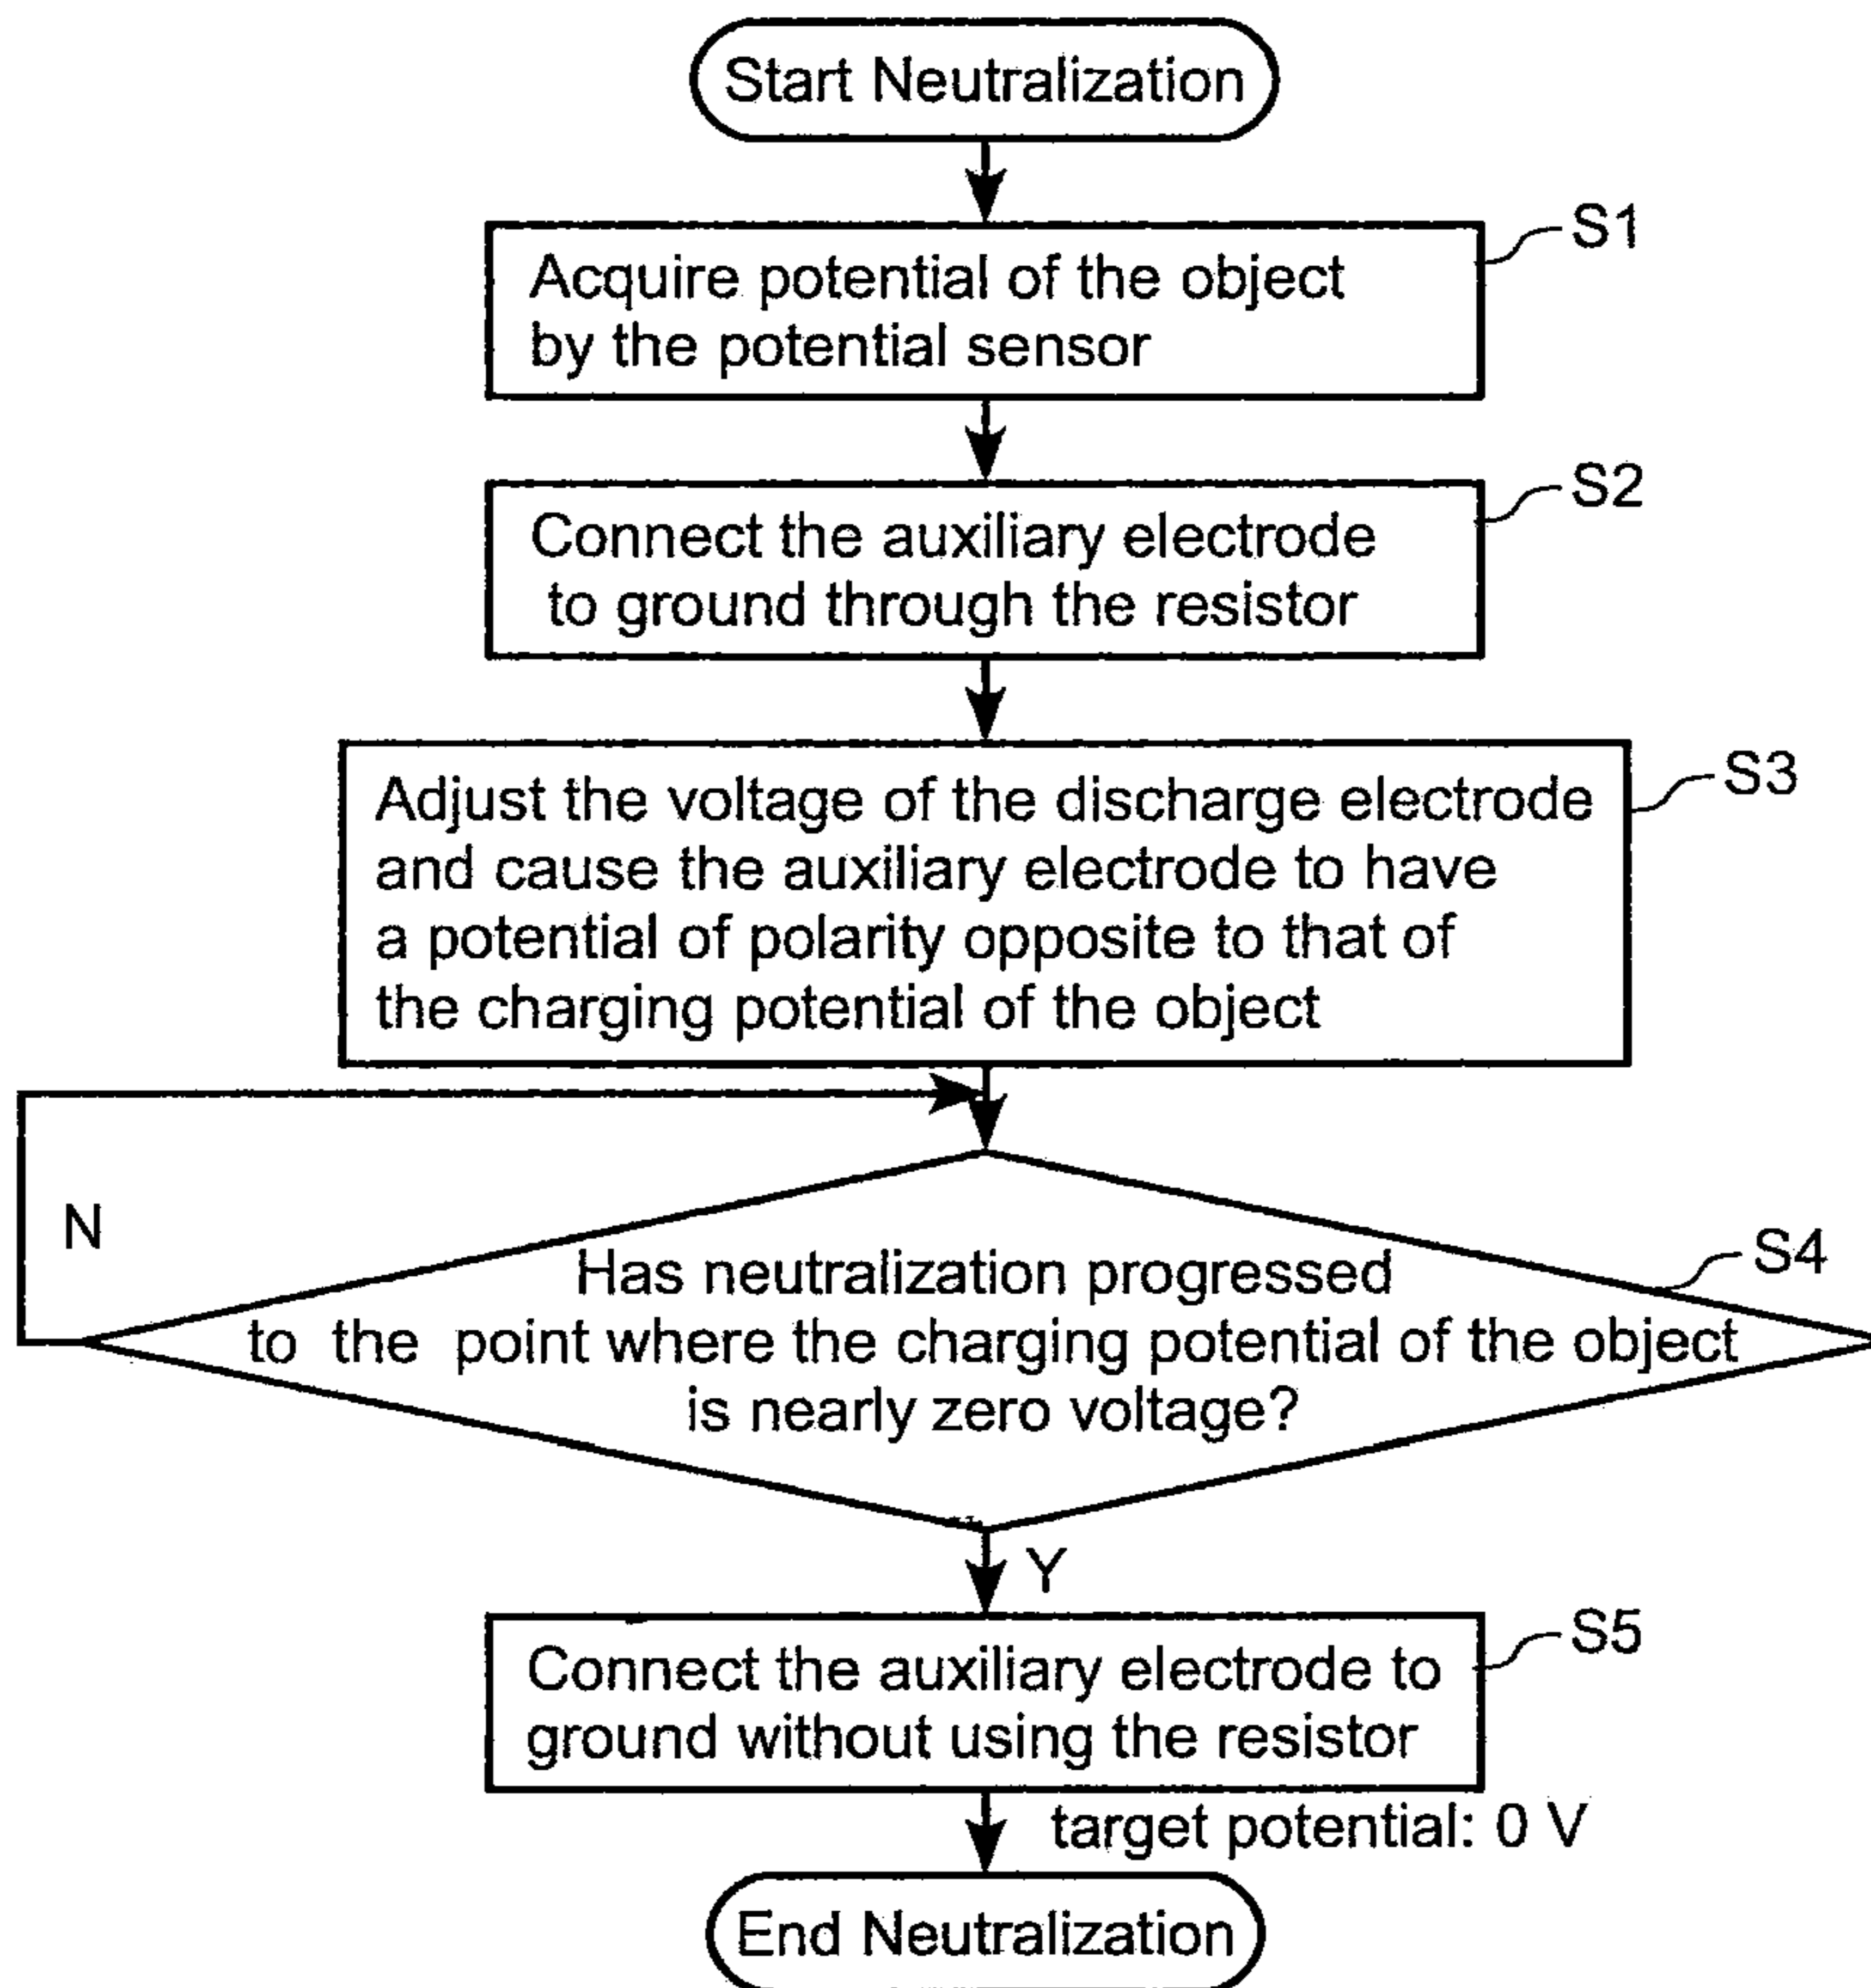 Start Neutralization
S1
Acquire potential of the object
by the potential sensor
S2
Connect the auxiliary electrode
to ground through the resistor
S3
Adjust the voltage of the discharge electrode
and cause the auxiliary electrode to have
a potential of polarity opposite to that of
the charging potential of the object
N
S4
Has neutralization progressed
to the point where the charging potential of the object
is nearly zero voltage?
Y
S5
Connect the auxiliary electrode to
ground without using the resistor
target potential: 0 V
End Neutralization